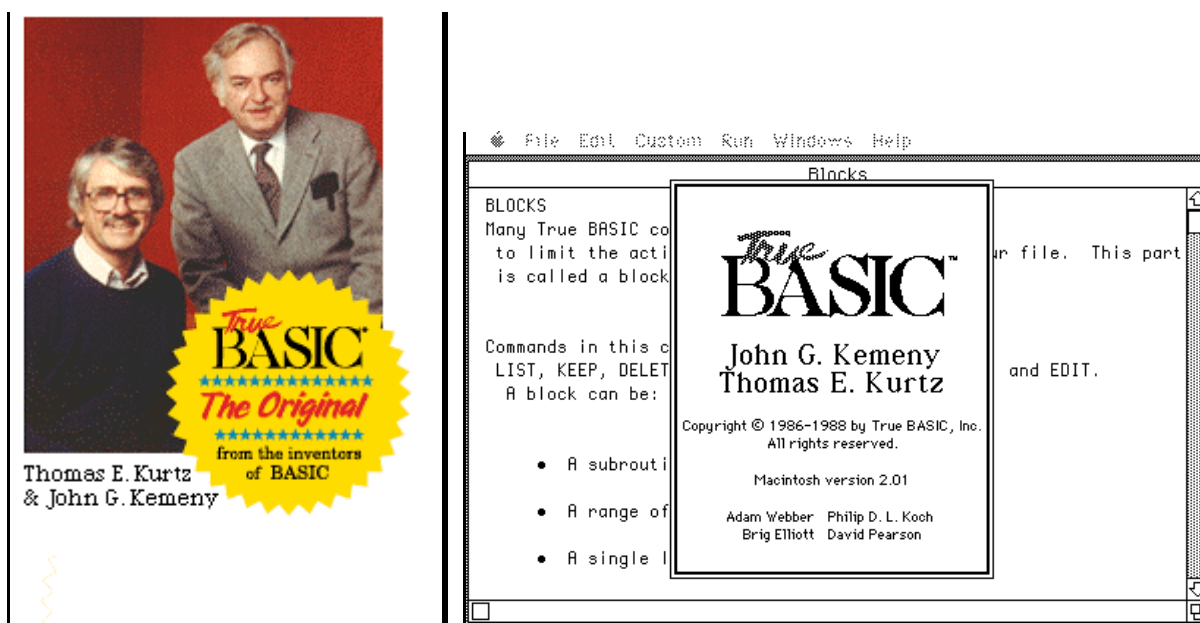 True
BASIC
The Original
from the inventors
of BASIC
Thomas E. Kurtz
& John G. Kemeny
File Edit Custom Run Windows Help
Blocks
BLOCKS
Many True BASIC co
to limit the acti
ur file. This part
is called a block
Commands in this c
LIST, KEEP, DELET
and EDIT.
A block can be:
• A subrouti
• A range of
• A single l
True
BASIC™
John G. Kemeny
Thomas E. Kurtz
Copyright © 1986-1988 by True BASIC, Inc.
All rights reserved.
Macintosh version 2.01
Adam Webber Philip D. L. Koch
Brig Elliott David Pearson